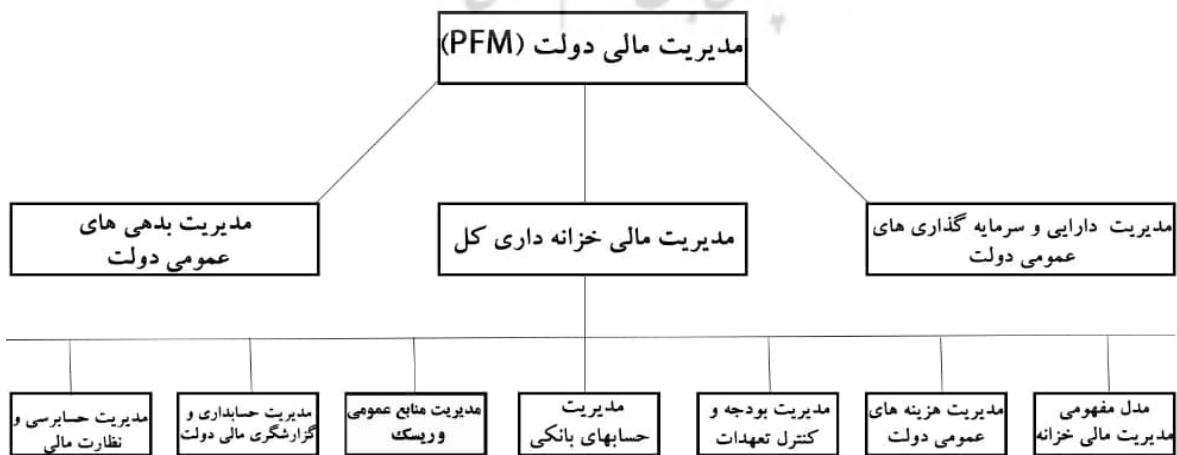 مدیریت مالی دولت (PFM)
مدیریت دارایی و سرمایه گذاری های
عمومی دولت
مدیریت مالی خزانه داری کل
مدیریت بدهی های
عمومی دولت
مدل مفهومی
مدیریت مالی خزانه
مدیریت هزینه های
عمومی دولت
مدیریت بودجه و
کنترل تعهدات
مدیریت
حسابهای بانکی
مدیریت منابع عمومی
وریسک
مدیریت حسابداری و
گزارشگری مالی دولت
مدیریت حسابرسی و
نظارت مالی